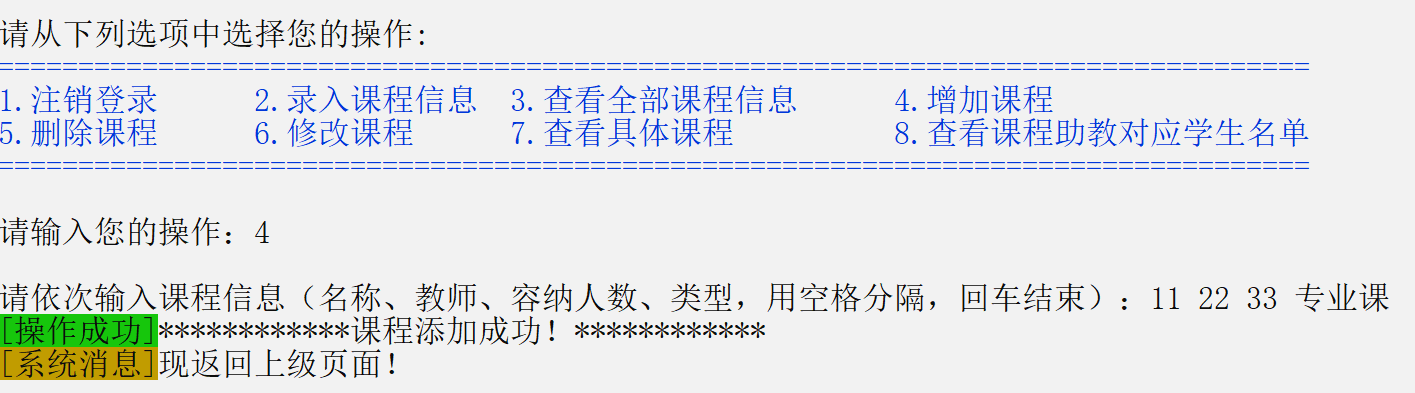 请从下列选项中选择您的操作:
==================================================================================
1.注销登录 2.录入课程信息 3.查看全部课程信息 4.增加课程
5.删除课程 6.修改课程 7.查看具体课程 8.查看课程助教对应学生名单
==================================================================================
请输入您的操作：4
请依次输入课程信息（名称、教师、容纳人数、类型，用空格分隔，回车结束）：11 22 33 专业课
[操作成功]************课程添加成功！************
[系统消息]现返回上级页面！